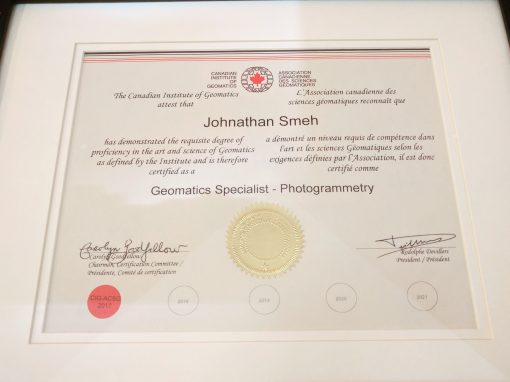 CANADIAN
INSTITUTE
OF
GEOMATICS
ASSOCIATION
CANADIENNE
DES SCIENCES
GÉOMATIQUES
The Canadian Institute of Geomatics
attest that
L'Association canadienne des
sciences géomatiques reconnaît que
Johnathan Smeh
has demonstrated the requisite degree of
proficiency in the art and science of Geomatics
as defined by the Institute and is therefore
certified as a
a démontré un niveau requis de compétence dans
l'art et les sciences Géomatiques selon les
exigences définies par l'Association, il est donc
certifié comme
Geomatics Specialist - Photogrammetry
Carolyn Goodfellow
Carolyn Goodfellow
Chairman, Certification Committee /
Présidente, Comité de certification
Rodolphe Devillers
President / Président
CIG-ACSG
2017
2018
2019
2020
2021